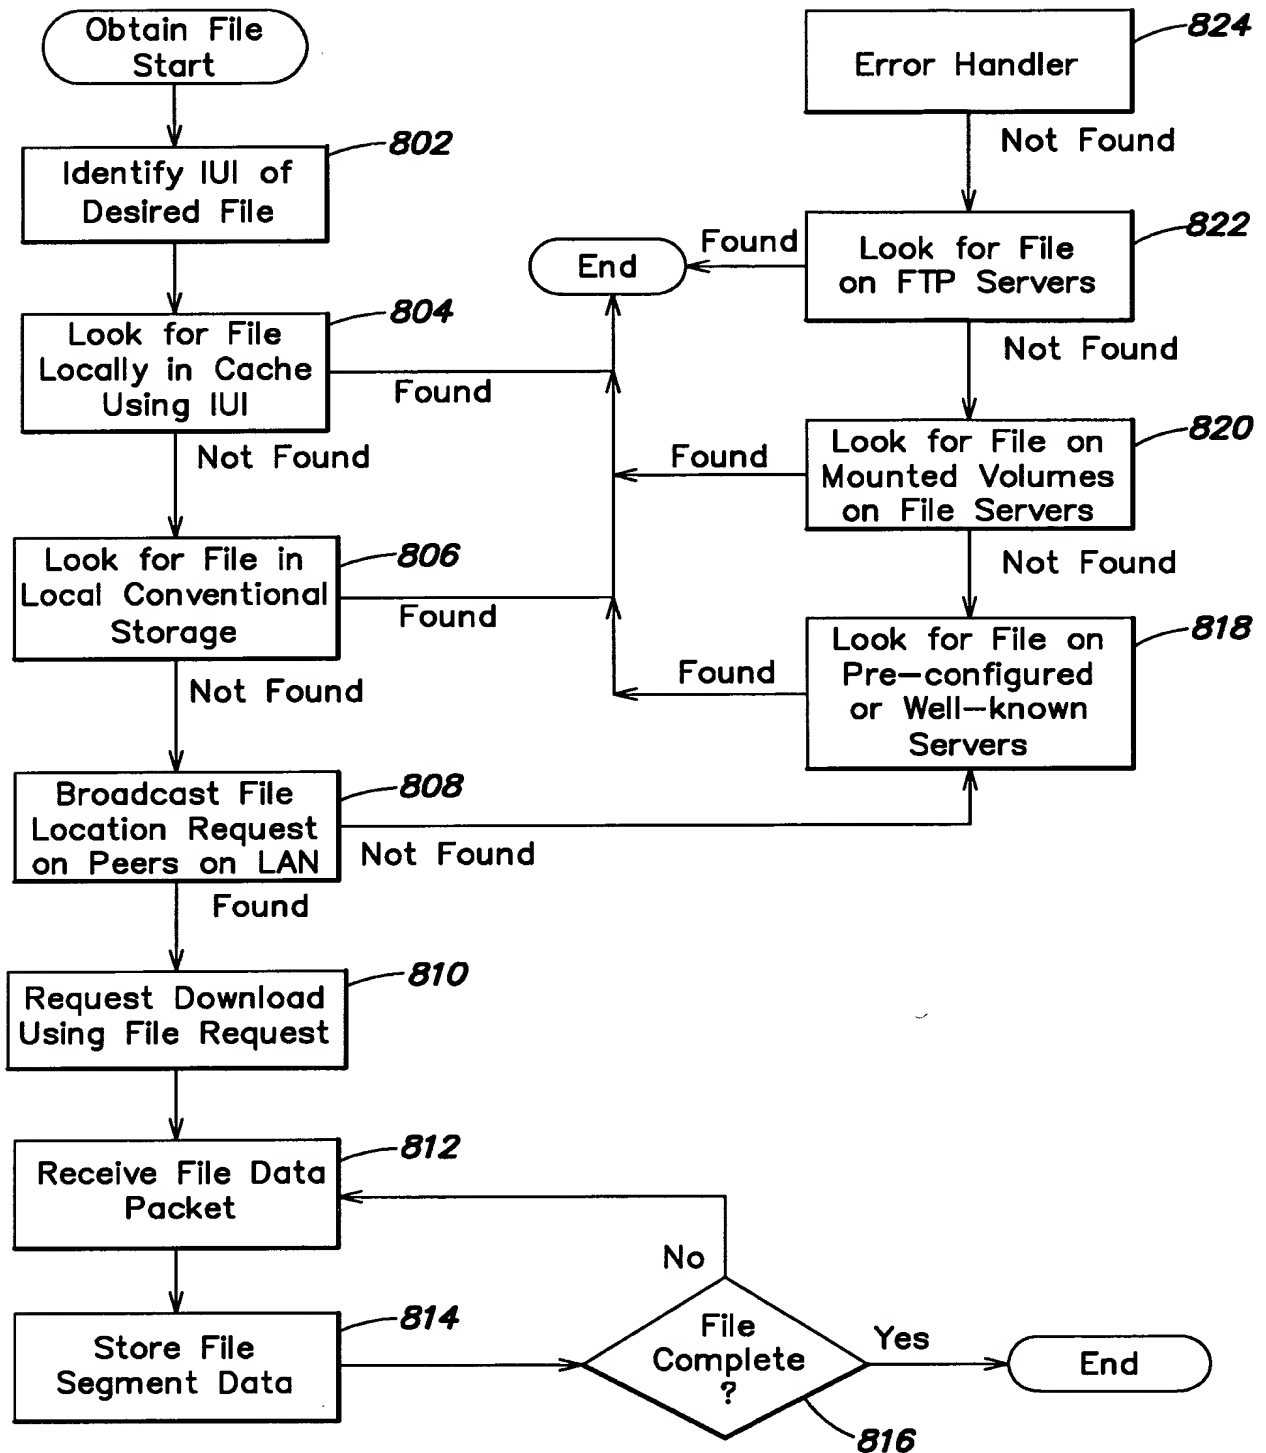 Obtain File
Start
802
Identify IUI of
Desired File
804
Look for File
Locally in Cache
Using IUI
Found
Not Found
806
Look for File in
Local Conventional
Storage
Found
Not Found
808
Broadcast File
Location Request
on Peers on LAN
Not Found
Found
810
Request Download
Using File Request
812
Receive File Data
Packet
814
Store File
Segment Data
No
File
Complete
?
816
Yes
End
824
Error Handler
Not Found
822
Look for File
on FTP Servers
Found
End
Not Found
820
Look for File on
Mounted Volumes
on File Servers
Found
Not Found
818
Look for File on
Pre-configured
or Well-known
Servers
Found